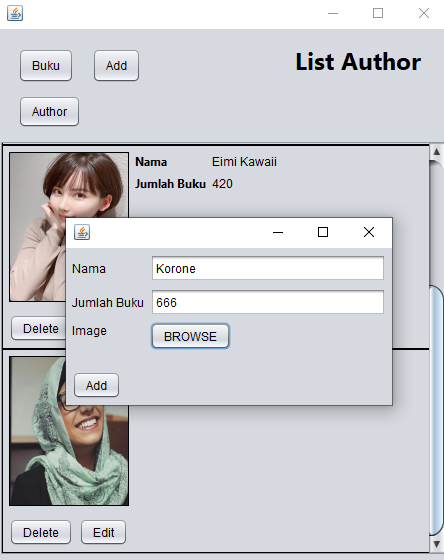 List Author
Buku
Add
Author
Nama Eimi Kawaii
Jumlah Buku 420
Delete
Nama Korone
Jumlah Buku 666
Image BROWSE
Add
Delete Edit